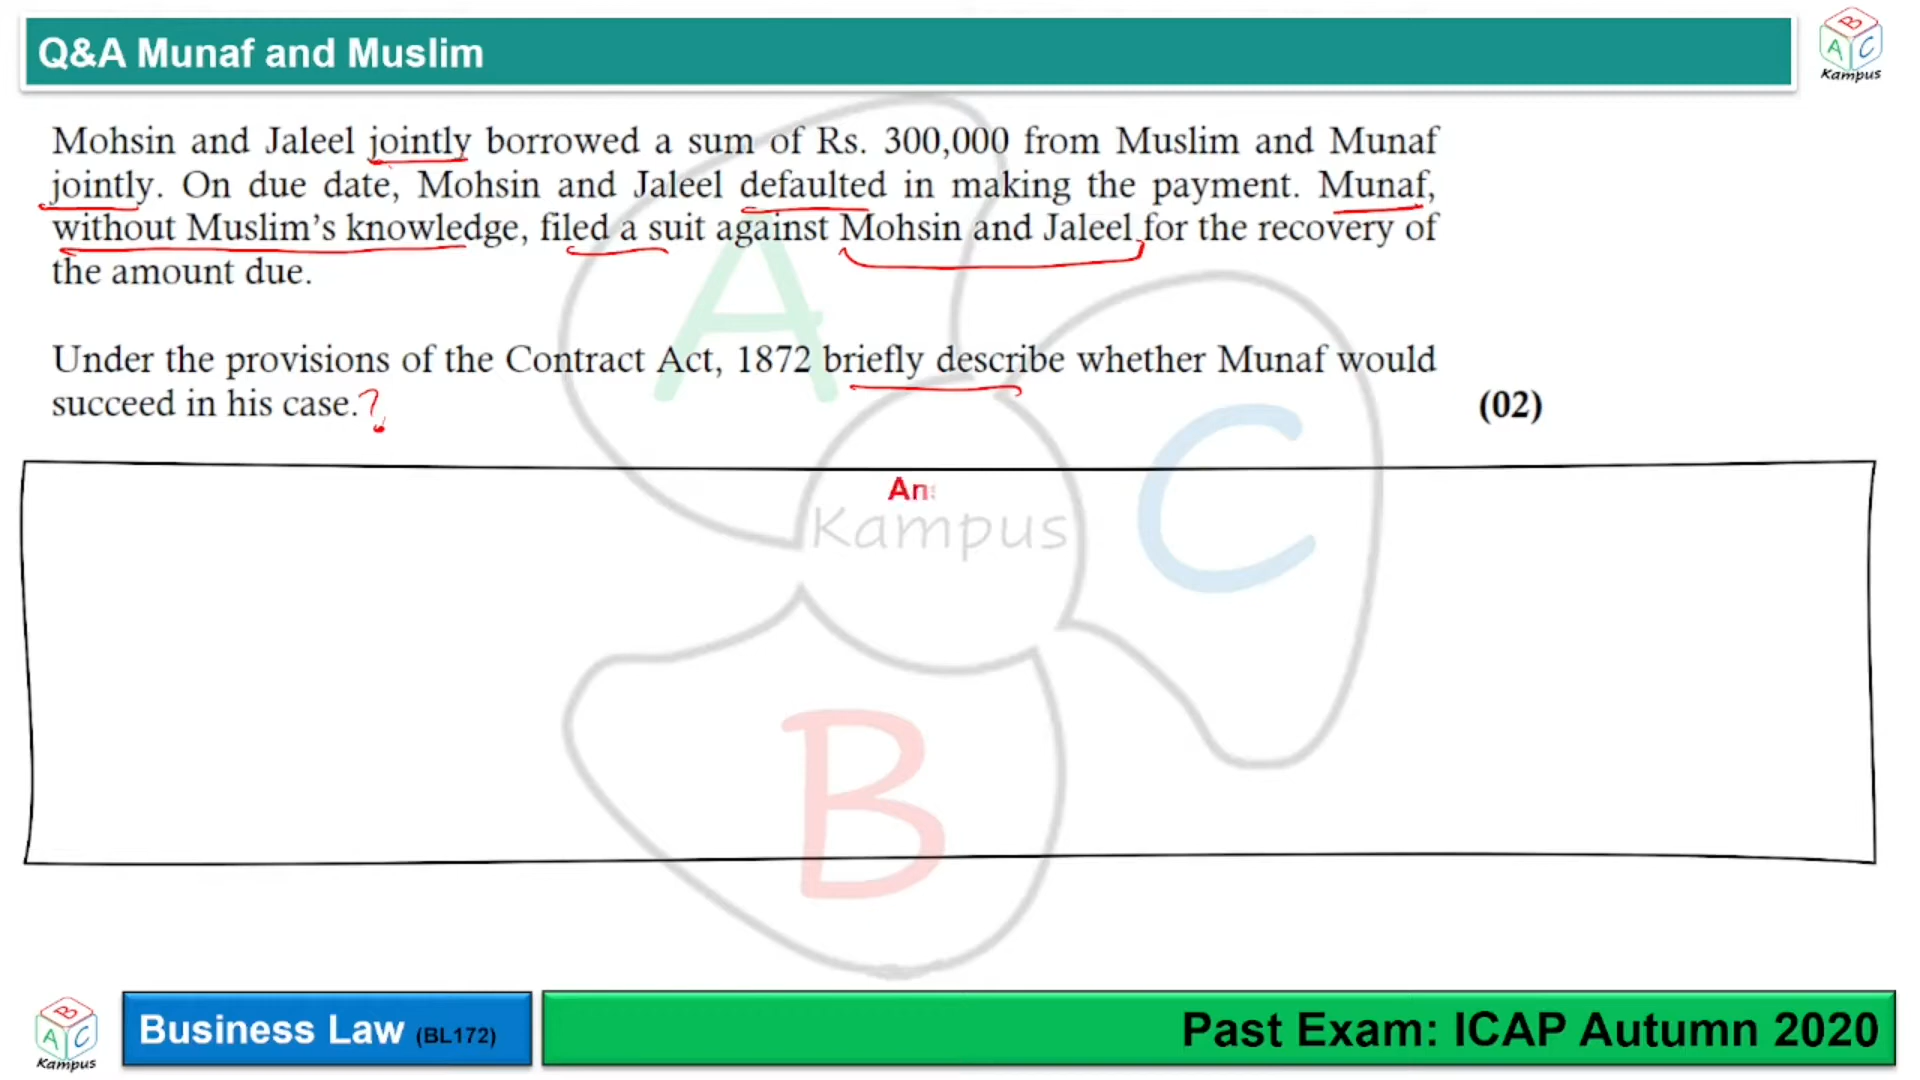 Q&A Munaf and Muslim
B
A C
Kampus
Mohsin and Jaleel jointly borrowed a sum of Rs. 300,000 from Muslim and Munaf
jointly. On due date, Mohsin and Jaleel defaulted in making the payment. Munaf,
without Muslim's knowledge, filed a suit against Mohsin and Jaleel for the recovery of
the amount due.
Under the provisions of the Contract Act, 1872 briefly describe whether Munaf would
succeed in his case.?
(02)
An
A
Kampus
C
B
B
A C
Kampus
Business Law (BL172)
Past Exam: ICAP Autumn 2020